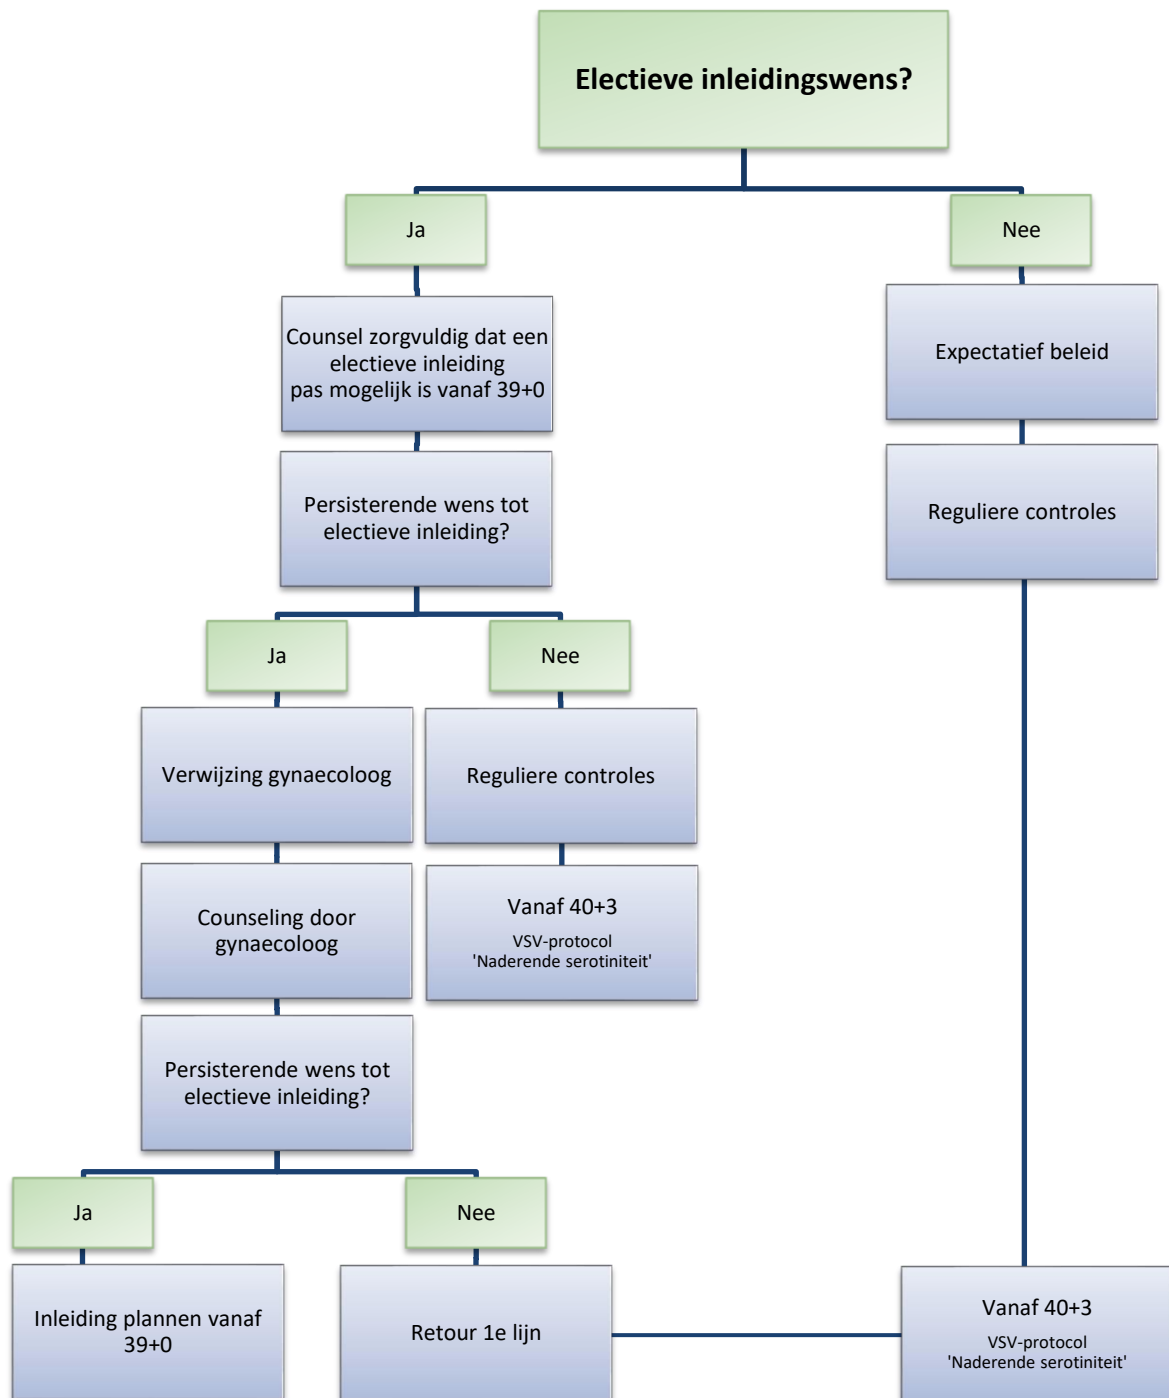 Electieve inleidingswens?
Ja
Nee
Counsel zorgvuldig dat een
electieve inleiding
pas mogelijk is vanaf 39+0
Expectatief beleid
Persisterende wens tot
electieve inleiding?
Reguliere controles
Ja
Nee
Verwijzing gynaecoloog
Reguliere controles
Counseling door
gynaecoloog
Vanaf 40+3
VSV-protocol
'Naderende serotiniteit'
Persisterende wens tot
electieve inleiding?
Ja
Nee
Inleiding plannen vanaf
39+0
Retour 1e lijn
Vanaf 40+3
VSV-protocol
'Naderende serotiniteit'